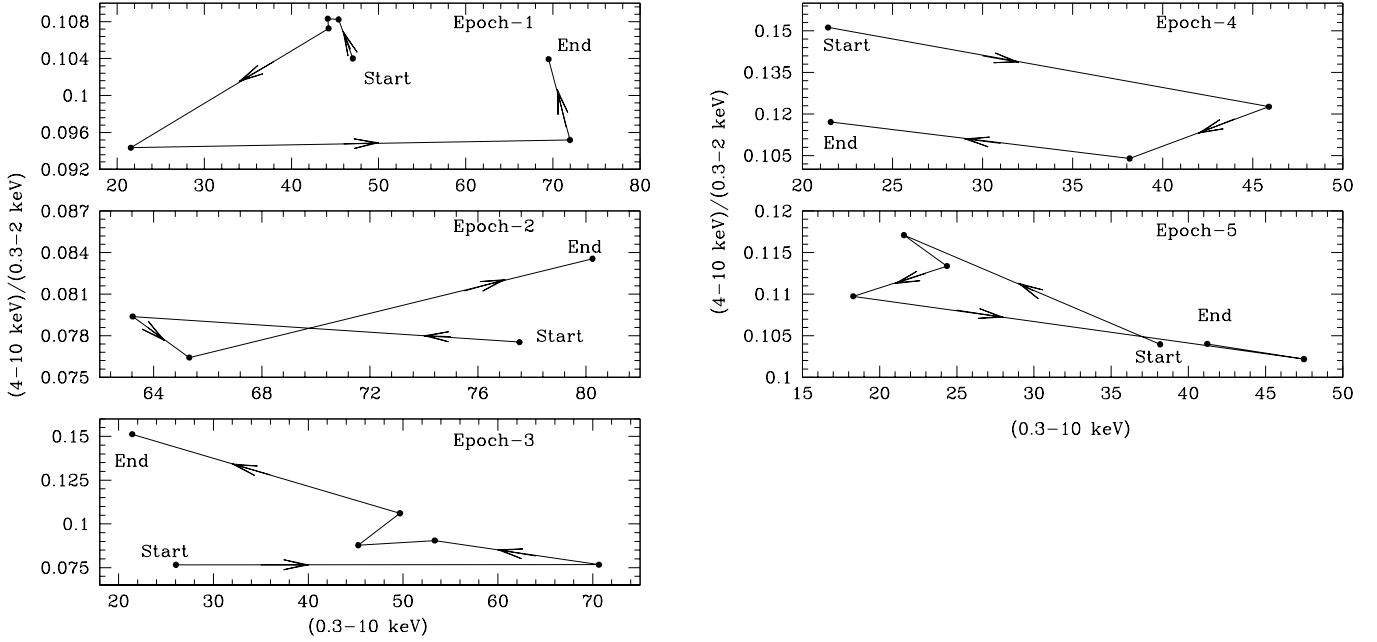 Epoch-1
0.108
0.104
0.1
0.096
0.092
End
Start
20 30 40 50 60 70 80
(4-10 keV)/(0.3-2 keV)
0.087
0.084
0.081
0.078
0.075
Epoch-2
End
Start
64 68 72 76 80
0.15
0.125
0.1
0.075
Epoch-3
End
Start
20 30 40 50 60 70
(0.3-10 keV)
(4-10 keV)/(0.3-2 keV)
0.15
0.135
0.12
0.105
Epoch-4
Start
End
20 25 30 35 40 45 50
0.12
0.115
0.11
0.105
0.1
Epoch-5
End
Start
15 20 25 30 35 40 45 50
(0.3-10 keV)